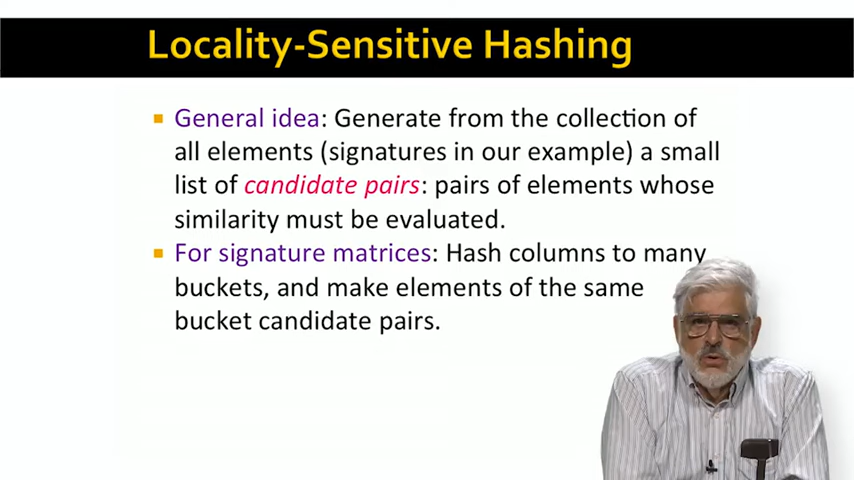 Locality-Sensitive Hashing
General idea: Generate from the collection of
all elements (signatures in our example) a small
list of candidate pairs: pairs of elements whose
similarity must be evaluated.
For signature matrices: Hash columns to many
buckets, and make elements of the same
bucket candidate pairs.